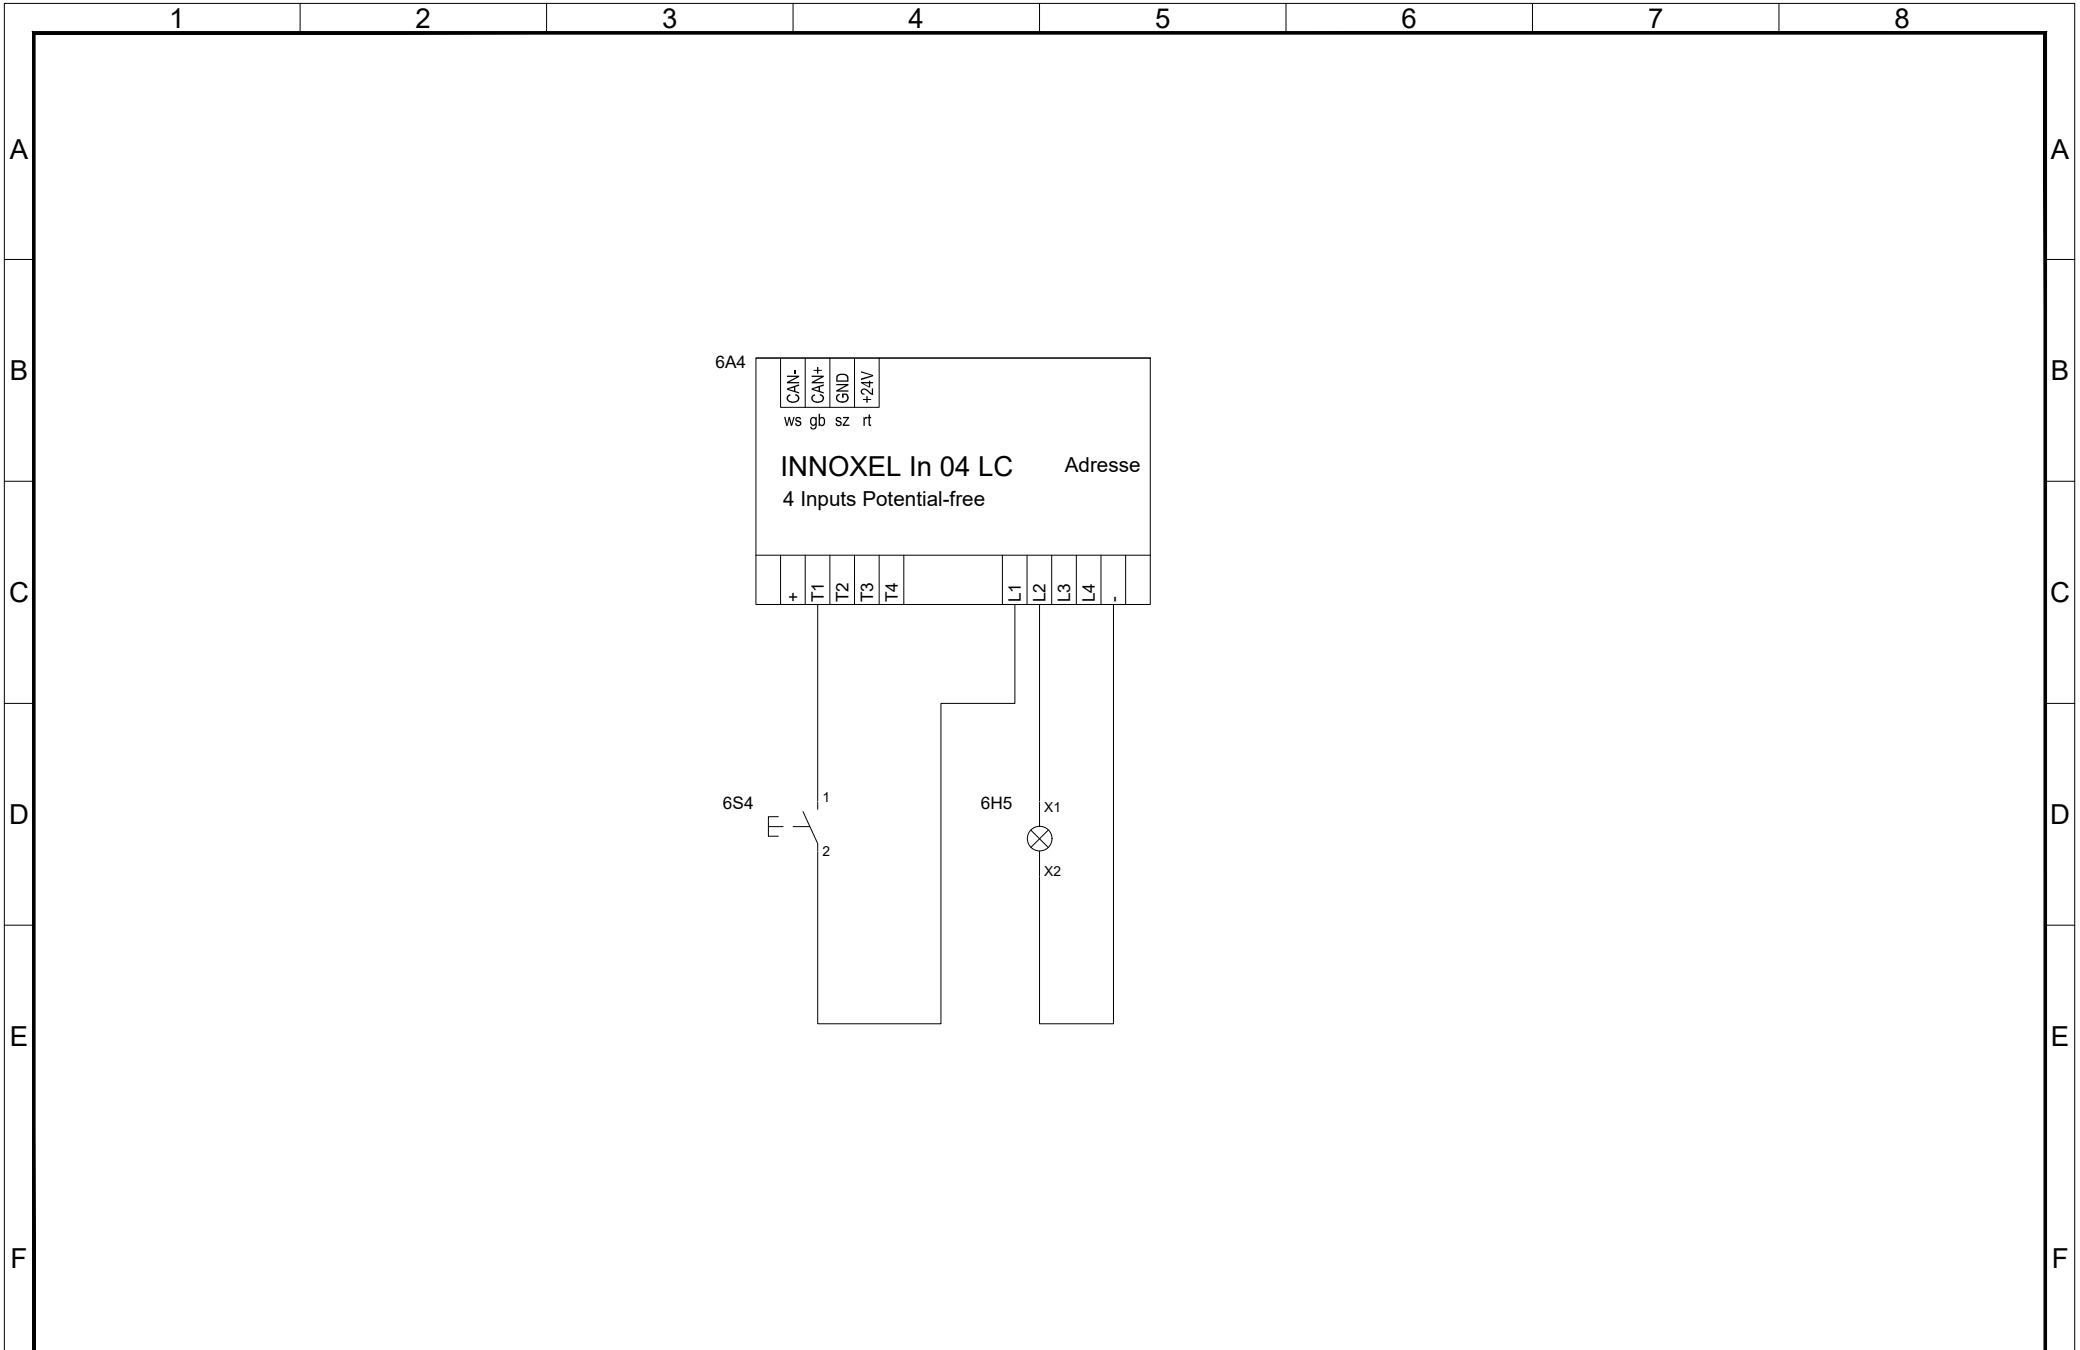 1 2 3 4 5 6 7 8
A A
B B
6A4
CAN- CAN+ GND +24V
ws gb sz rt
INNOXEL In 04 LC Adresse
4 Inputs Potential-free
C C
+ T1 T2 T3 T4 L1 L2 L3 L4 -
D D
6S4 1 6H5 X1
2 X2
E E
F F